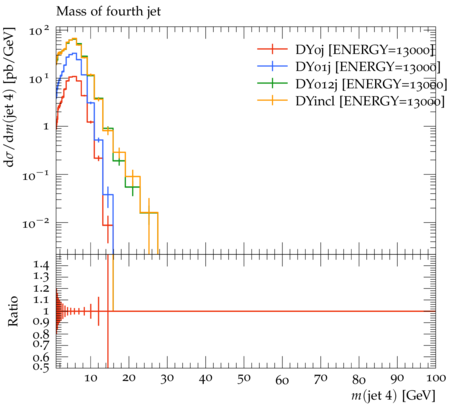 Mass of fourth jet
dσ/dm(jet 4) [pb/GeV]
10^2
10^1
1
10^-1
10^-2
DY0j [ENERGY=13000]
DY01j [ENERGY=13000]
DY012j [ENERGY=13000]
DYincl [ENERGY=13000]
Ratio
1.4
1.3
1.2
1.1
1
0.9
0.8
0.7
0.6
0.5
10 20 30 40 50 60 70 80 90 100
m(jet 4) [GeV]